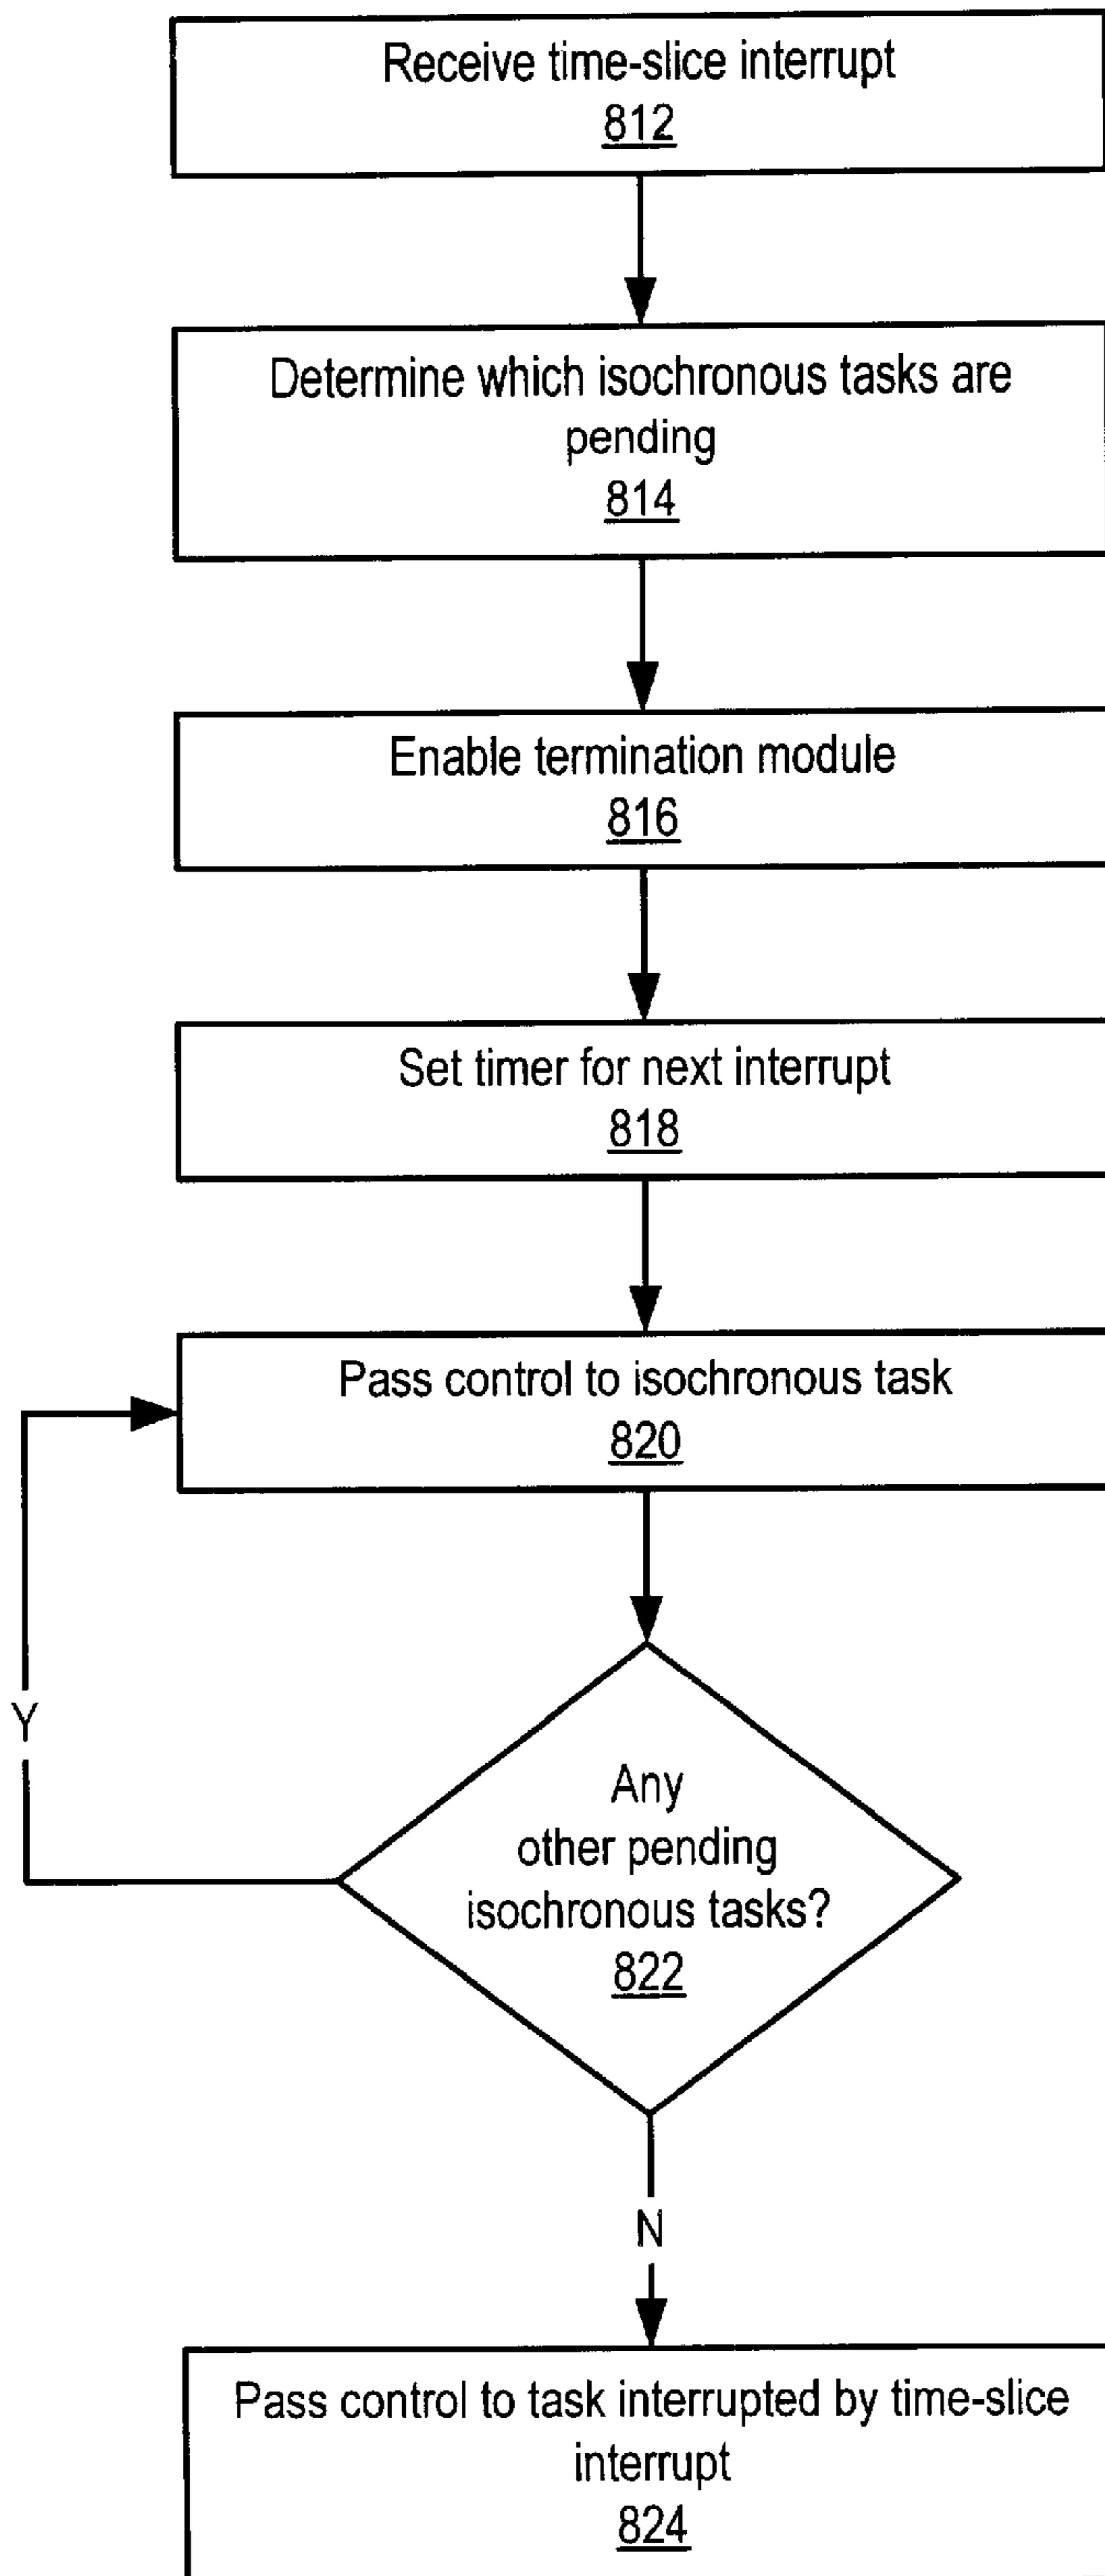 Receive time-slice interrupt
812
Determine which isochronous tasks are
pending
814
Enable termination module
816
Set timer for next interrupt
818
Pass control to isochronous task
820
Y
Any
other pending
isochronous tasks?
822
N
Pass control to task interrupted by time-slice
interrupt
824